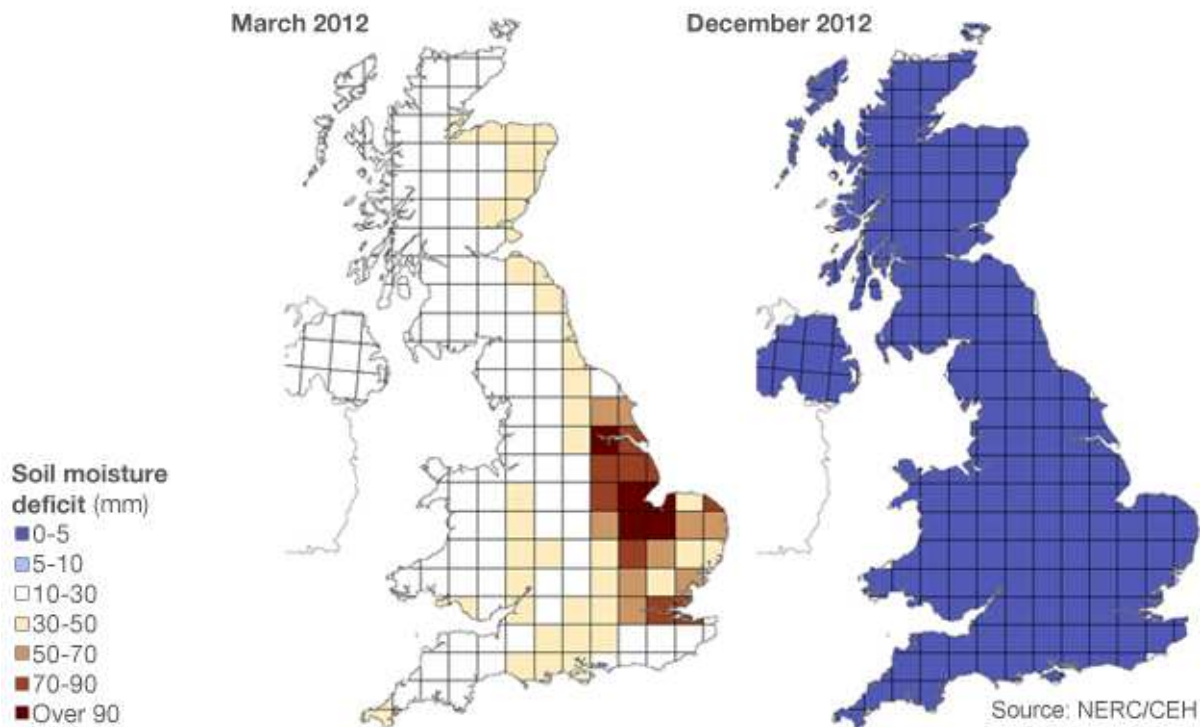 March 2012
December 2012
Soil moisture
deficit (mm)
0-5
5-10
10-30
30-50
50-70
70-90
Over 90
Source: NERC/CEH